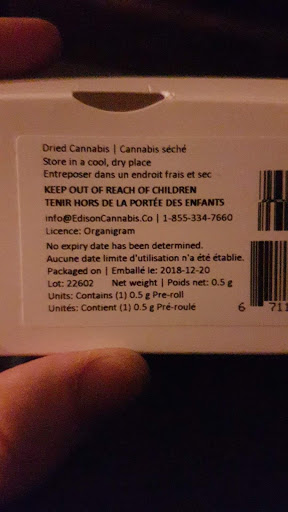 Dried Cannabis | Cannabis séché
Store in a cool, dry place
Entreposer dans un endroit frais et sec
KEEP OUT OF REACH OF CHILDREN
TENIR HORS DE LA PORTÉE DES ENFANTS
info@EdisonCannabis.Co | 1-855-334-7660
Licence: Organigram
No expiry date has been determined.
Aucune date limite d'utilisation n'a été établie.
Packaged on | Emballé le: 2018-12-20
Lot: 22602 Net weight | Poids net: 0.5 g
Units: Contains (1) 0.5 g Pre-roll
Unités: Contient (1) 0.5 g Pré-roulé
6 711